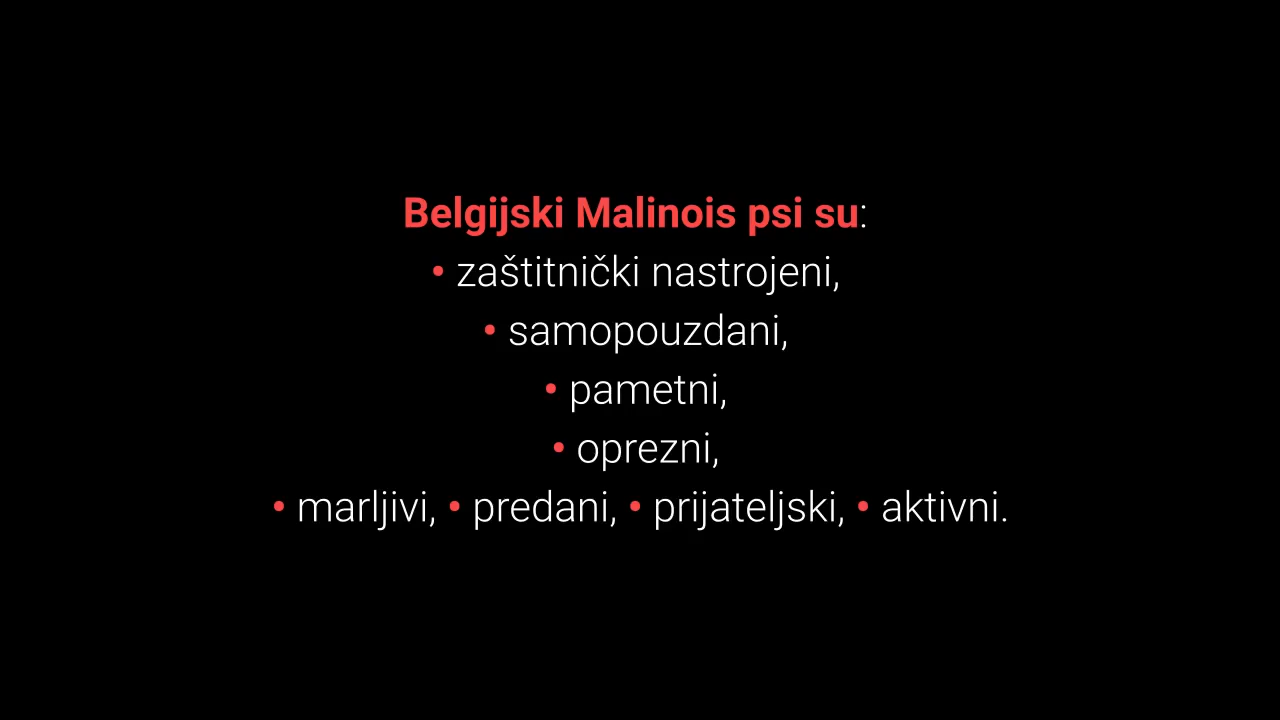 Belgijski Malinois psi su:
• zaštitnički nastrojeni,
• samopouzdani,
• pametni,
• oprezni,
• marljivi, • predani, • prijateljski, • aktivni.